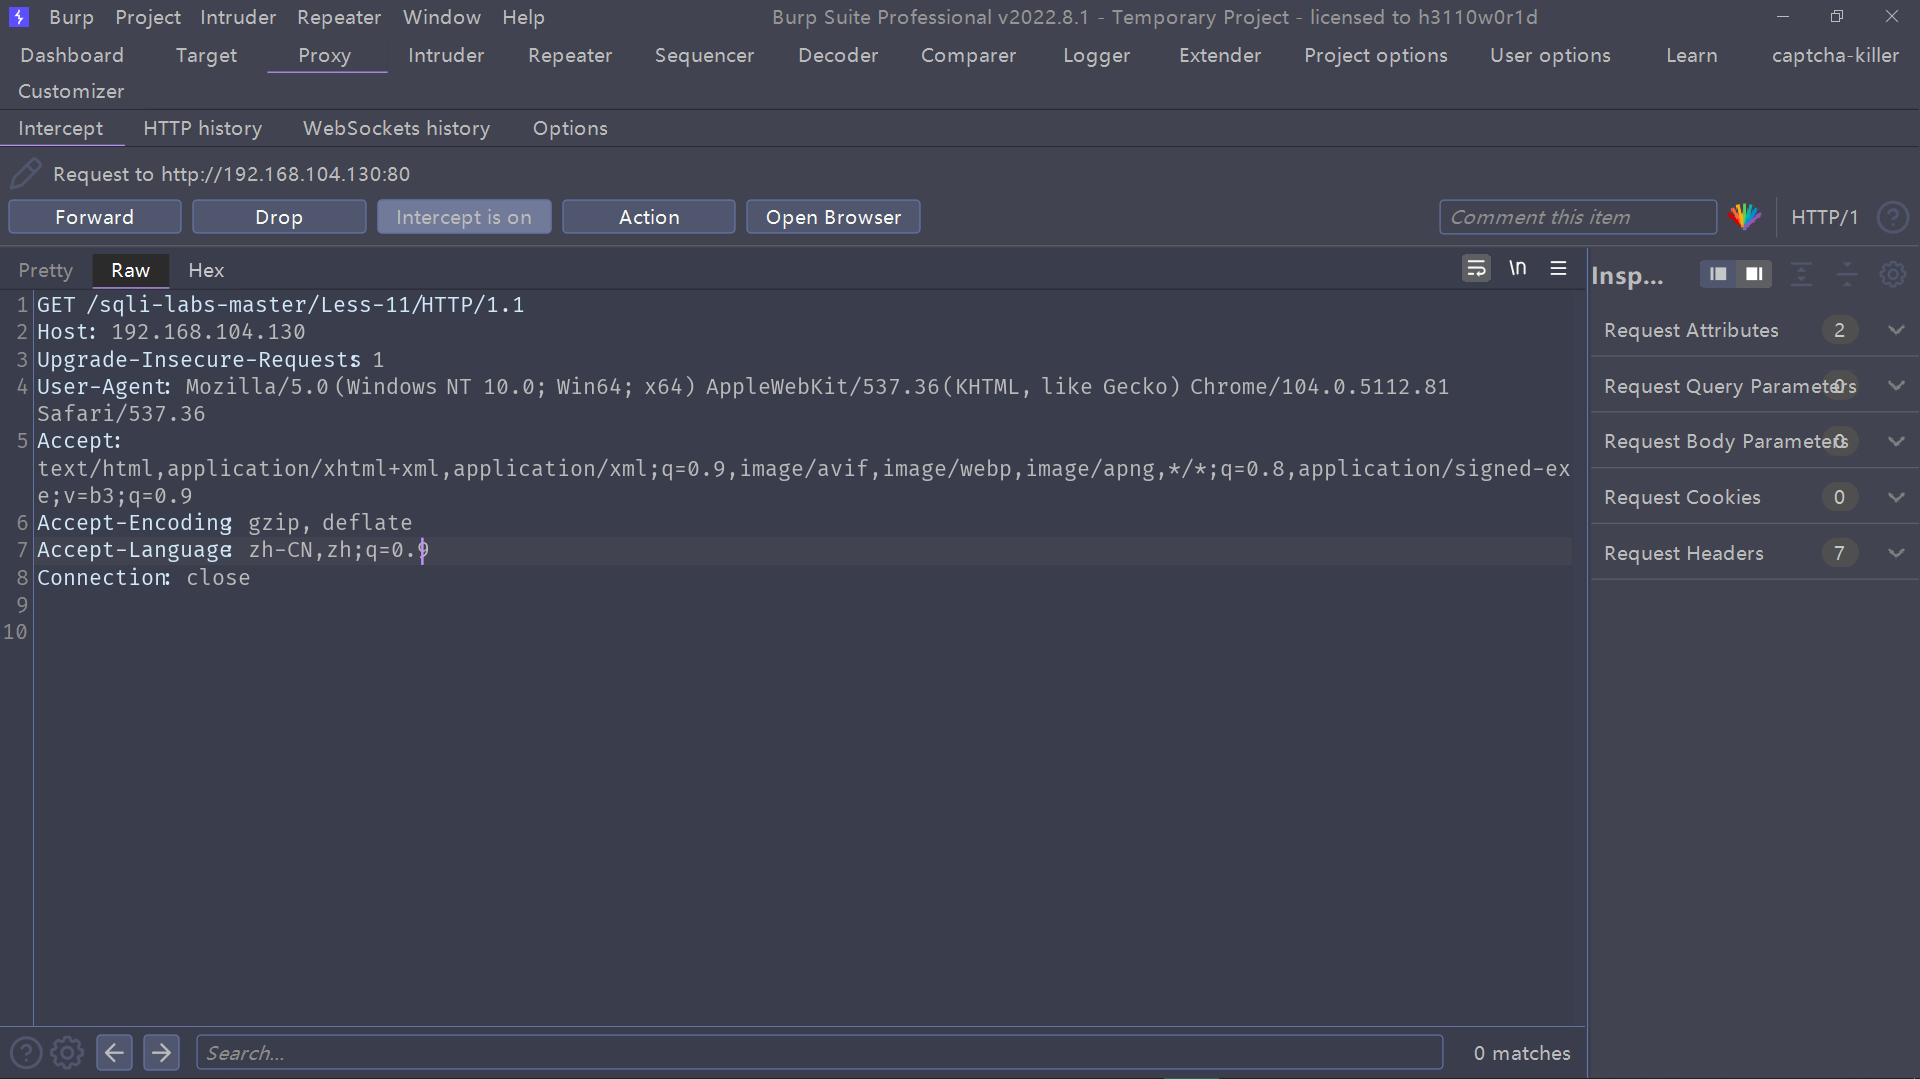 Burp Project Intruder Repeater Window Help Burp Suite Professional v2022.8.1 - Temporary Project - licensed to h3110w0r1d
Dashboard Target Proxy Intruder Repeater Sequencer Decoder Comparer Logger Extender Project options User options Learn captcha-killer
Customizer
Intercept HTTP history WebSockets history Options
Request to http://192.168.104.130:80
Forward Drop Intercept is on Action Open Browser Comment this item HTTP/1 ?
Pretty Raw Hex \n Insp...
1 GET /sqli-labs-master/Less-11/HTTP/1.1
2 Host: 192.168.104.130
3 Upgrade-Insecure-Requests: 1
4 User-Agent: Mozilla/5.0 (Windows NT 10.0; Win64; x64) AppleWebKit/537.36(KHTML, like Gecko) Chrome/104.0.5112.81
Safari/537.36
5 Accept:
text/html,application/xhtml+xml,application/xml;q=0.9,image/avif,image/webp,image/apng,*/*;q=0.8,application/signed-ex
e;v=b3;q=0.9
6 Accept-Encoding: gzip, deflate
7 Accept-Language: zh-CN,zh;q=0.9
8 Connection: close
9
10
Request Attributes 2
Request Query Parameters 0
Request Body Parameters 0
Request Cookies 0
Request Headers 7
? Search... 0 matches